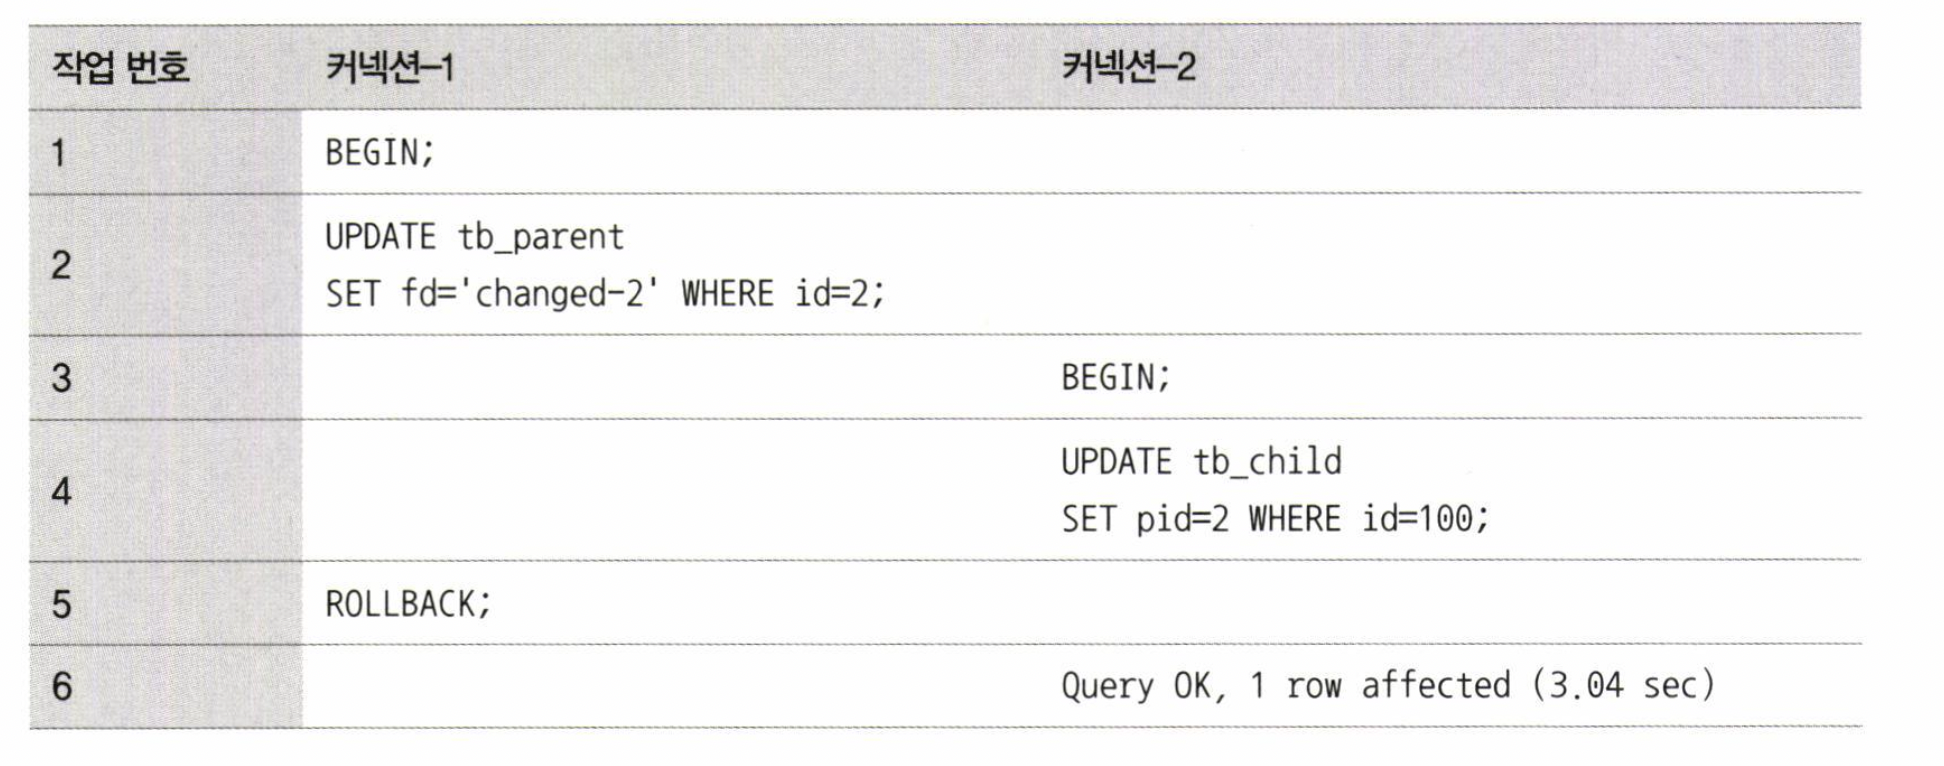 작업 번호 커넥션-1 커넥션-2
1 BEGIN;
2 UPDATE tb_parent
SET fd='changed-2' WHERE id=2;
3 BEGIN;
4 UPDATE tb_child
SET pid=2 WHERE id=100;
5 ROLLBACK;
6 Query OK, 1 row affected (3.04 sec)